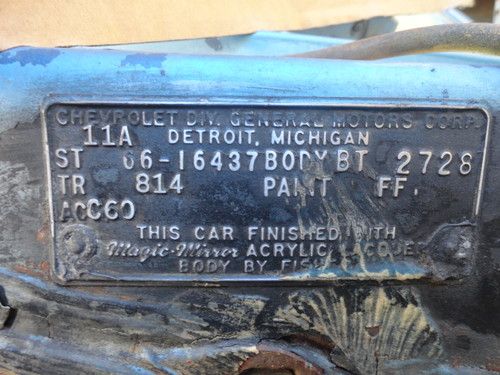 CHEVROLET DIV. GENERAL MOTORS CORP.
11A DETROIT, MICHIGAN
ST 66-16437 BODY BT 2728
TR 814 PAINT FF
ACC60
THIS CAR FINISHED WITH
Magic-Mirror ACRYLIC LACQUER
BODY BY